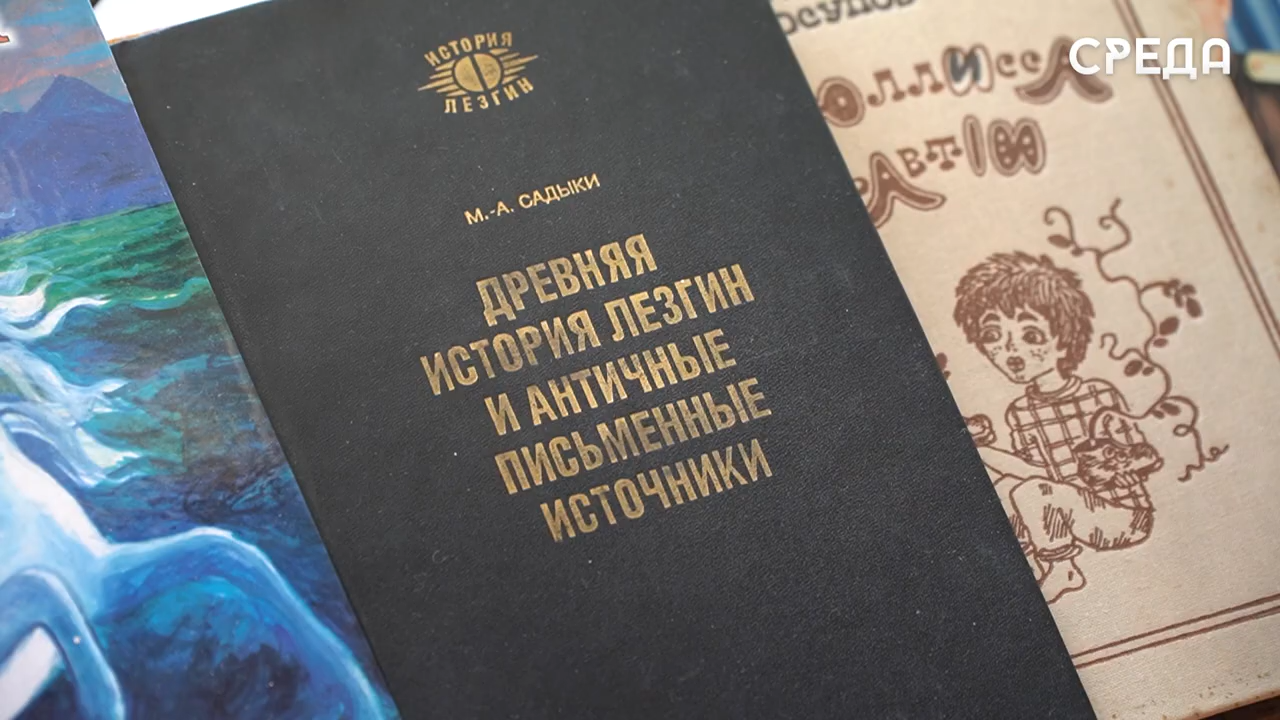 ИСТОРИЯ
ЛЕЗГИН
М.-А. САДЫКИ
ДРЕВНЯЯ
ИСТОРИЯ ЛЕЗГИН
И АНТИЧНЫЕ
ПИСЬМЕННЫЕ
ИСТОЧНИКИ
СРЕДА